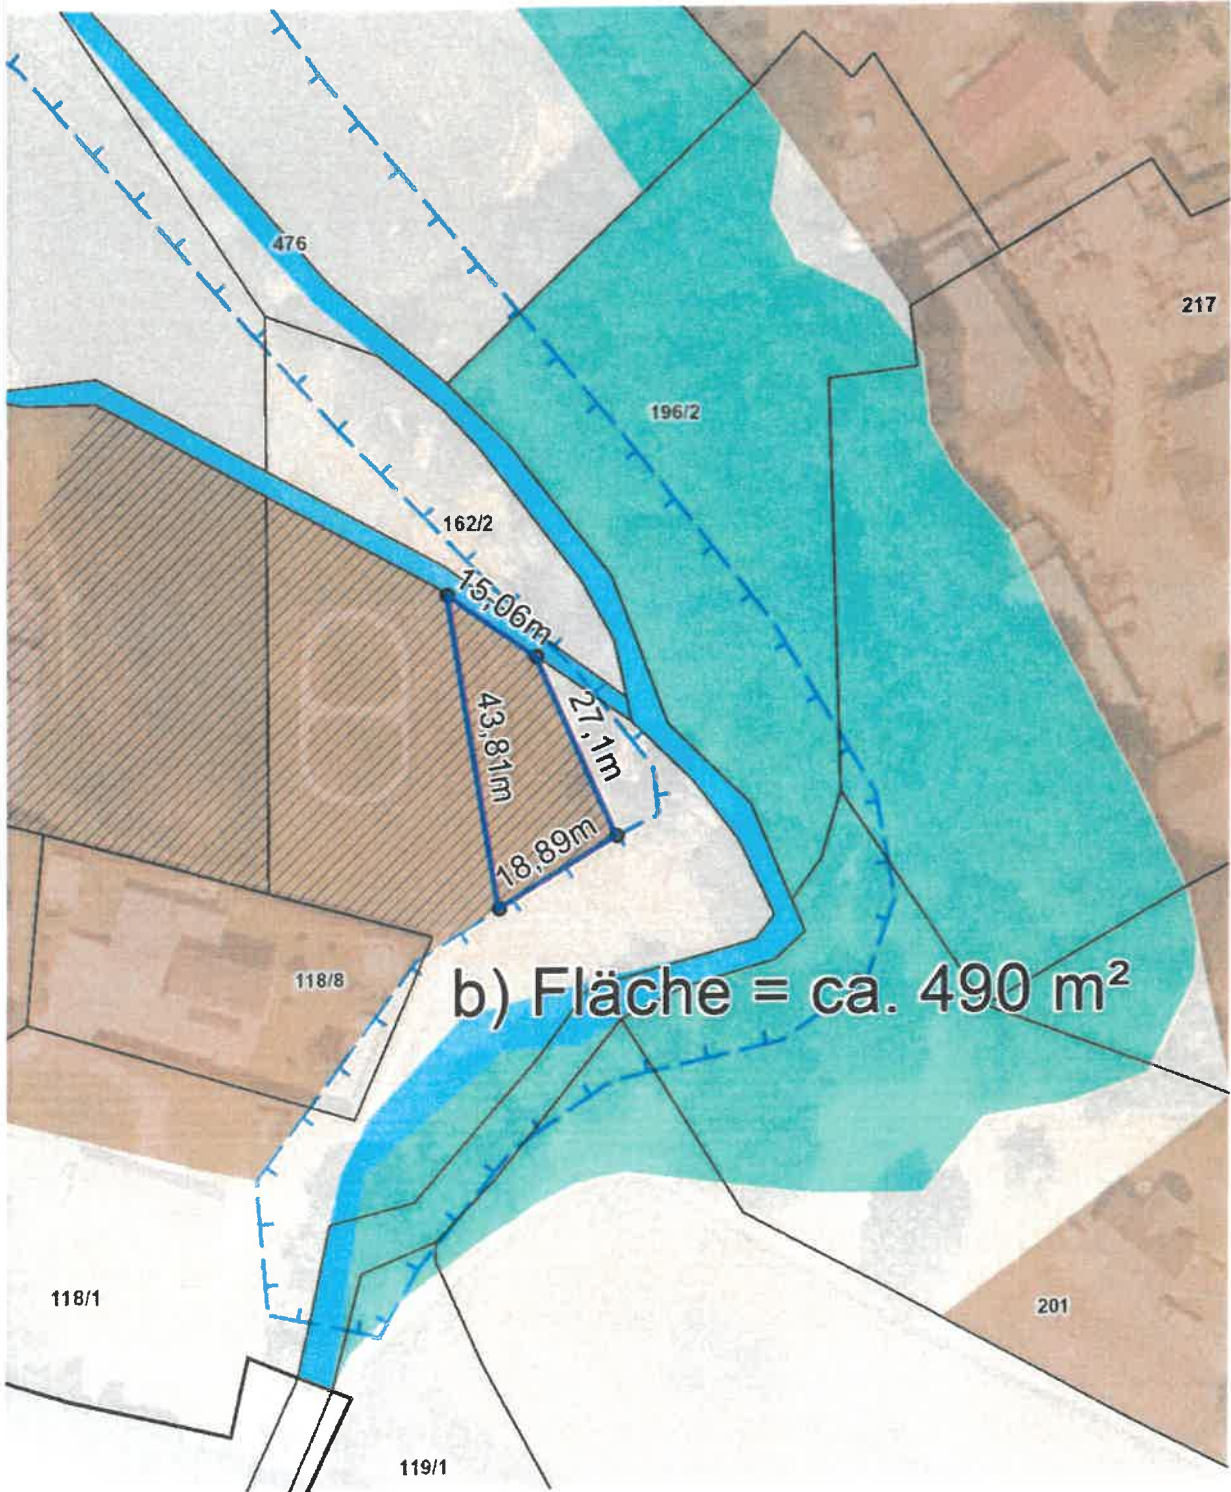 476
217
196/2
162/2
15,06m
43,81m
27,1m
18,89m
118/8
b) Fläche = ca. 490 m²
118/1
201
119/1